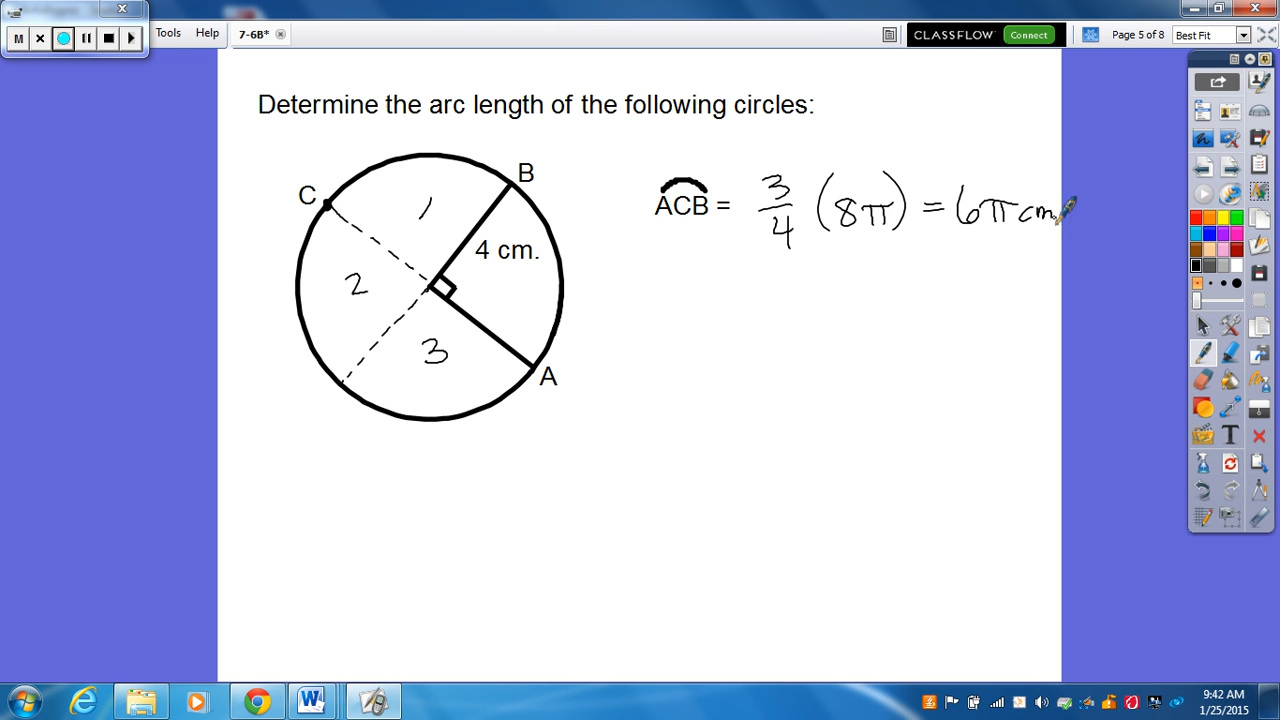 M
Tools Help
7-6B*
CLASSFLOW Connect
Page 5 of 8
Best Fit
Determine the arc length of the following circles:
C
B
1
4 cm.
2
3
A
ACB = 3/4 (8π) = 6π cm.
T
W
9:42 AM
1/25/2015